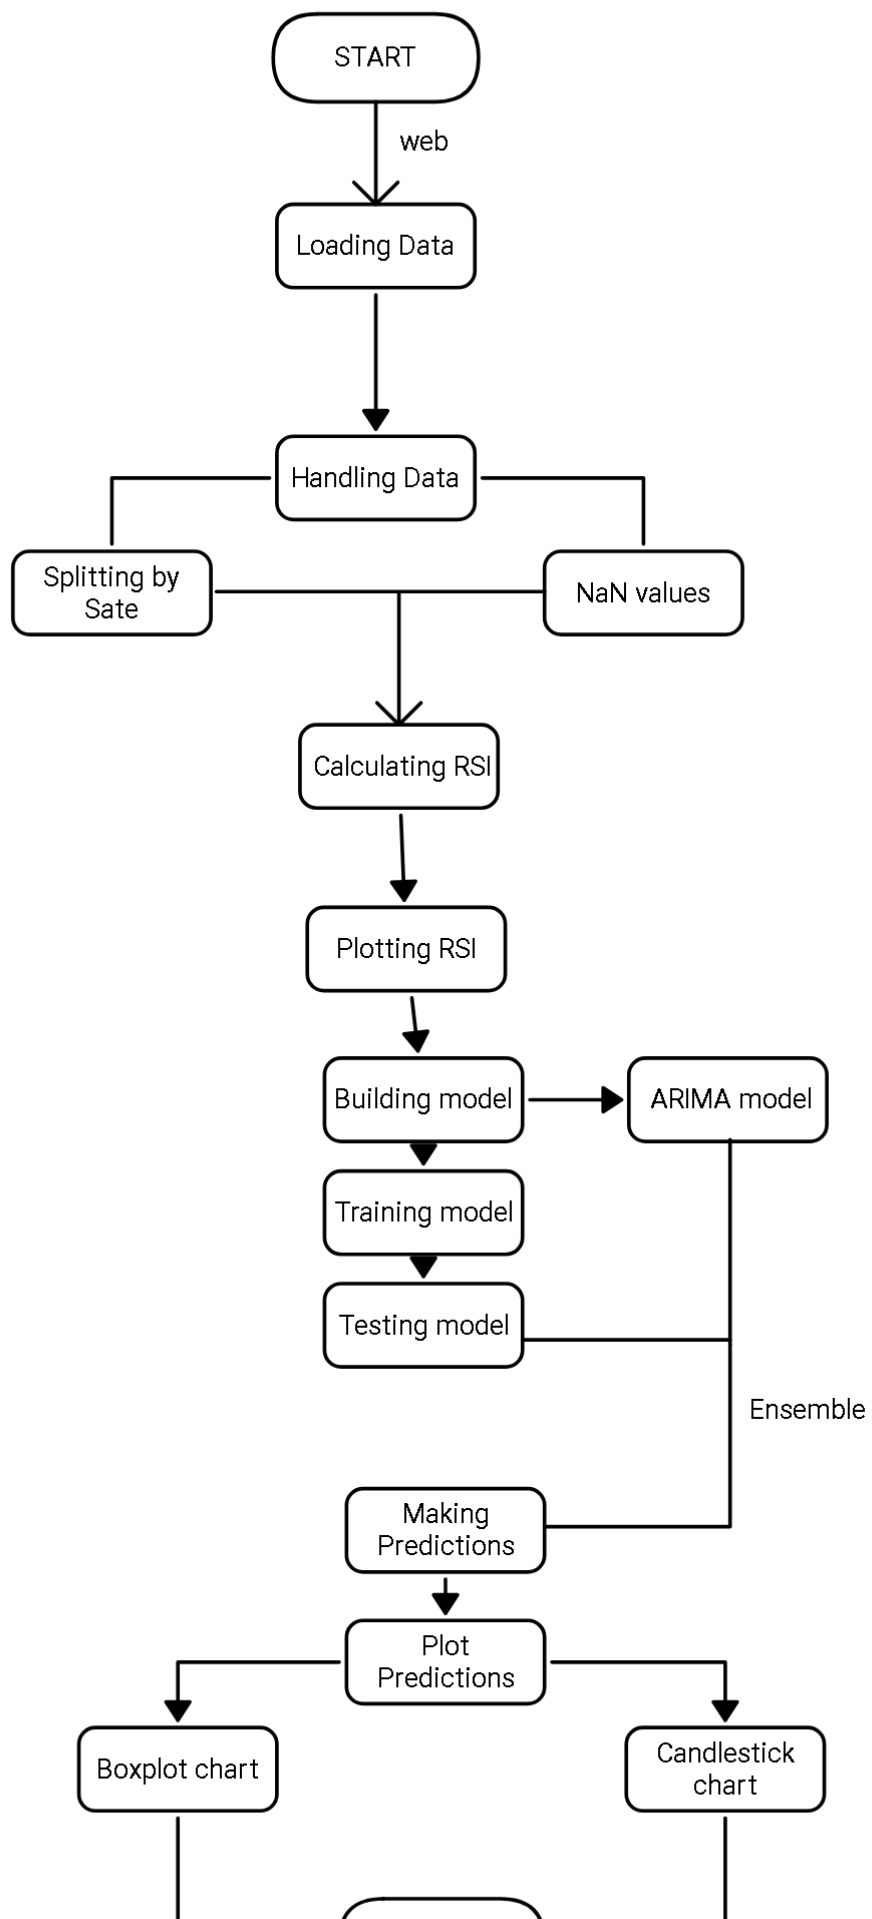 START
web
Loading Data
Handling Data
Splitting by
Sate
NaN values
Calculating RSI
Plotting RSI
Building model
ARIMA model
Training model
Testing model
Ensemble
Making
Predictions
Plot
Predictions
Boxplot chart
Candlestick
chart